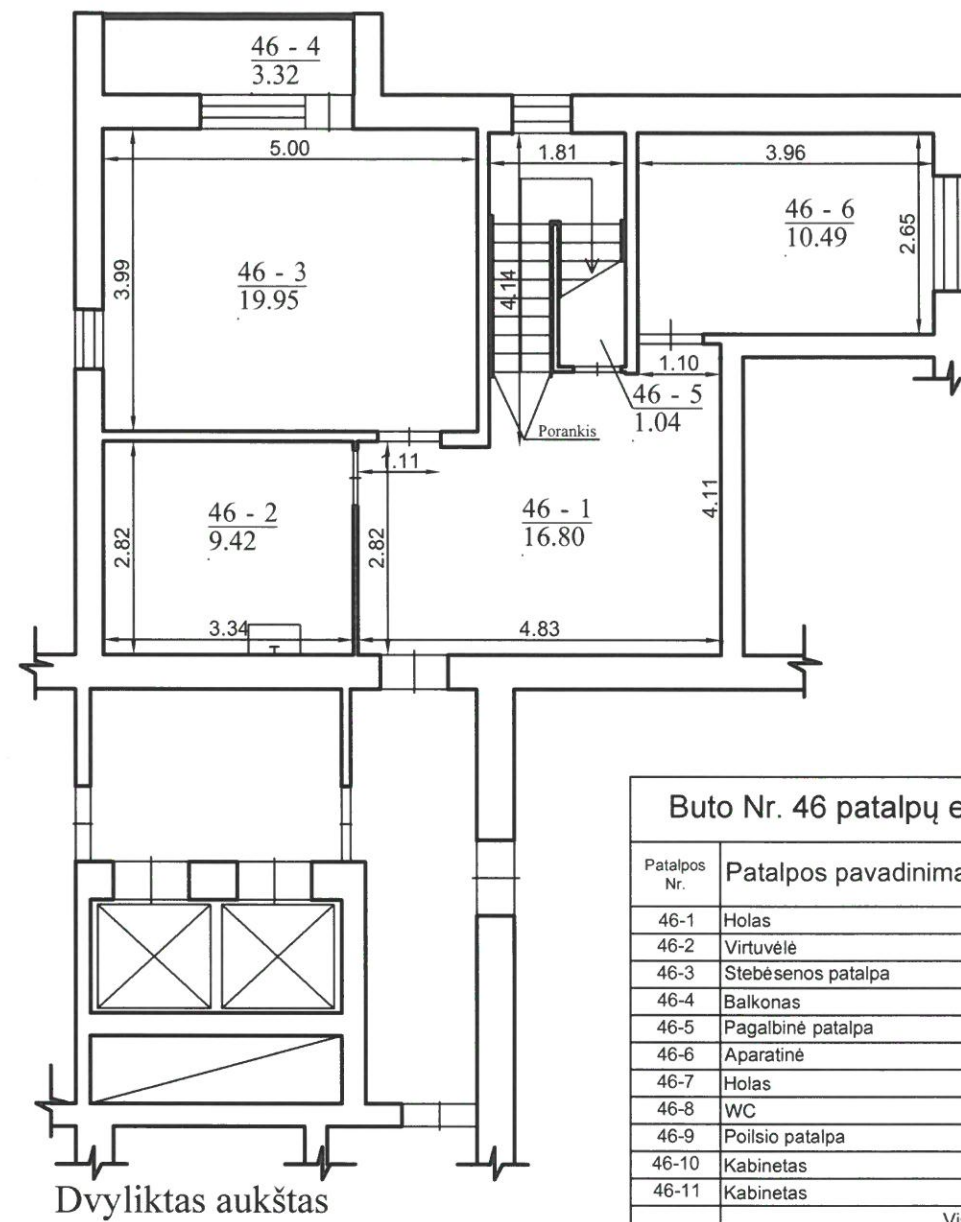 46 - 4
3.32
5.00
1.81
3.96
46 - 6
10.49
2.65
3.99
46 - 3
19.95
4.14
1.10
46 - 5
1.04
Porankis
1.11
46 - 2
9.42
46 - 1
16.80
4.11
2.82
2.82
3.34
4.83
Buto Nr. 46 patalpų e
Patalpos Nr.
Patalpos pavadinima
46-1 Holas
46-2 Virtuvėlė
46-3 Stebėsenos patalpa
46-4 Balkonas
46-5 Pagalbinė patalpa
46-6 Aparatinė
46-7 Holas
46-8 WC
46-9 Poilsio patalpa
46-10 Kabinetas
46-11 Kabinetas
Dvyliktas aukštas